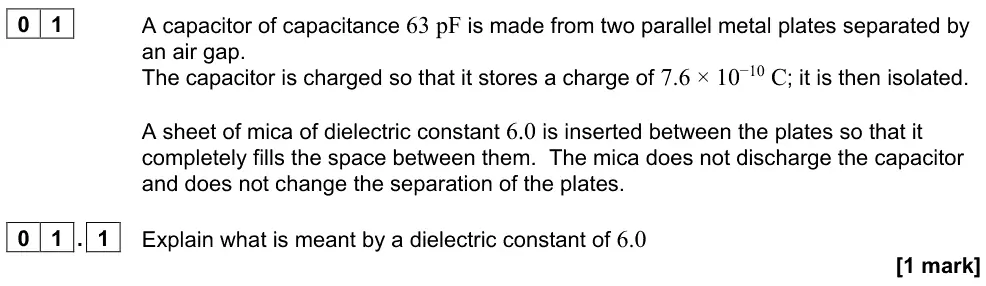 0 1 A capacitor of capacitance 63 pF is made from two parallel metal plates separated by
an air gap.
The capacitor is charged so that it stores a charge of 7.6 × 10⁻¹⁰ C; it is then isolated.
A sheet of mica of dielectric constant 6.0 is inserted between the plates so that it
completely fills the space between them. The mica does not discharge the capacitor
and does not change the separation of the plates.
0 1 . 1 Explain what is meant by a dielectric constant of 6.0
[1 mark]